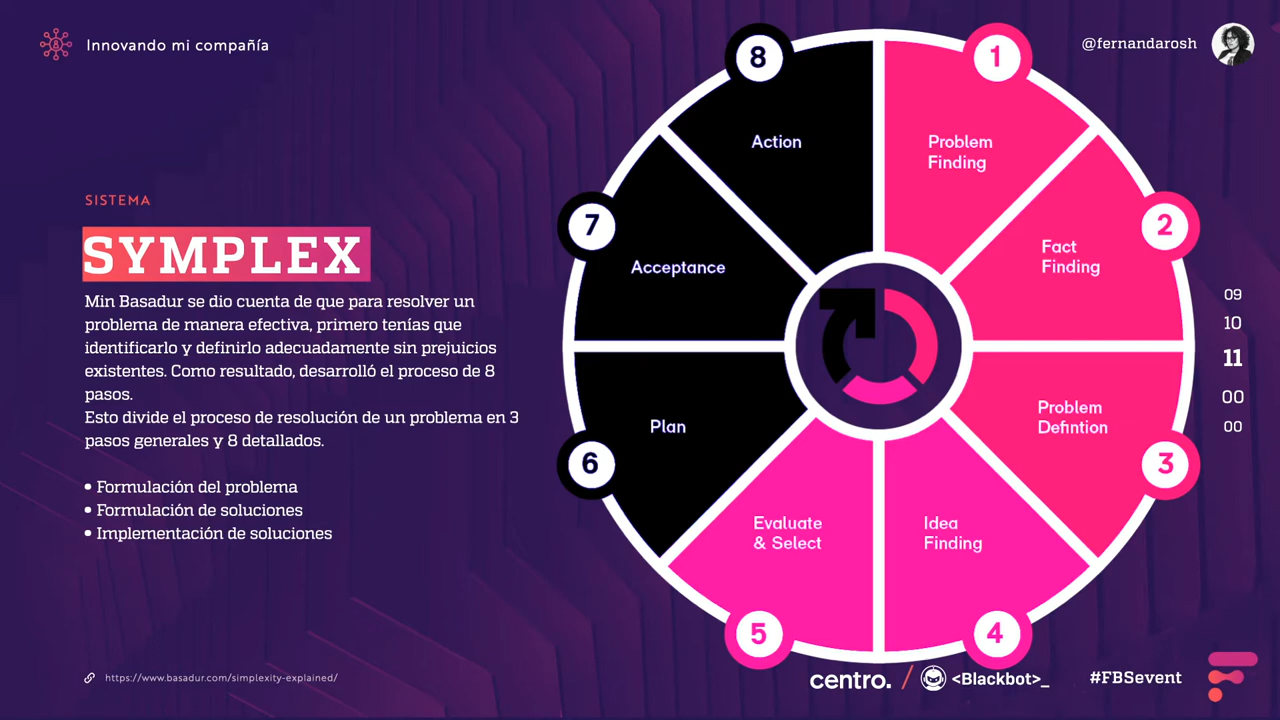 Innovando mi compañía
@fernandarosh
SISTEMA
SYMPLEX
Min Basadur se dio cuenta de que para resolver un
problema de manera efectiva, primero tenías que
identificarlo y definirlo adecuadamente sin prejuicios
existentes. Como resultado, desarrolló el proceso de 8
pasos.
Esto divide el proceso de resolución de un problema en 3
pasos generales y 8 detallados.
• Formulación del problema
• Formulación de soluciones
• Implementación de soluciones
https://www.basadur.com/simplexity-explained/
1
Problem
Finding
2
Fact
Finding
3
Problem
Defintion
4
Idea
Finding
5
Evaluate
& Select
6
Plan
7
Acceptance
8
Action
09
10
11
00
00
centro. / <Blackbot>_
#FBSevent